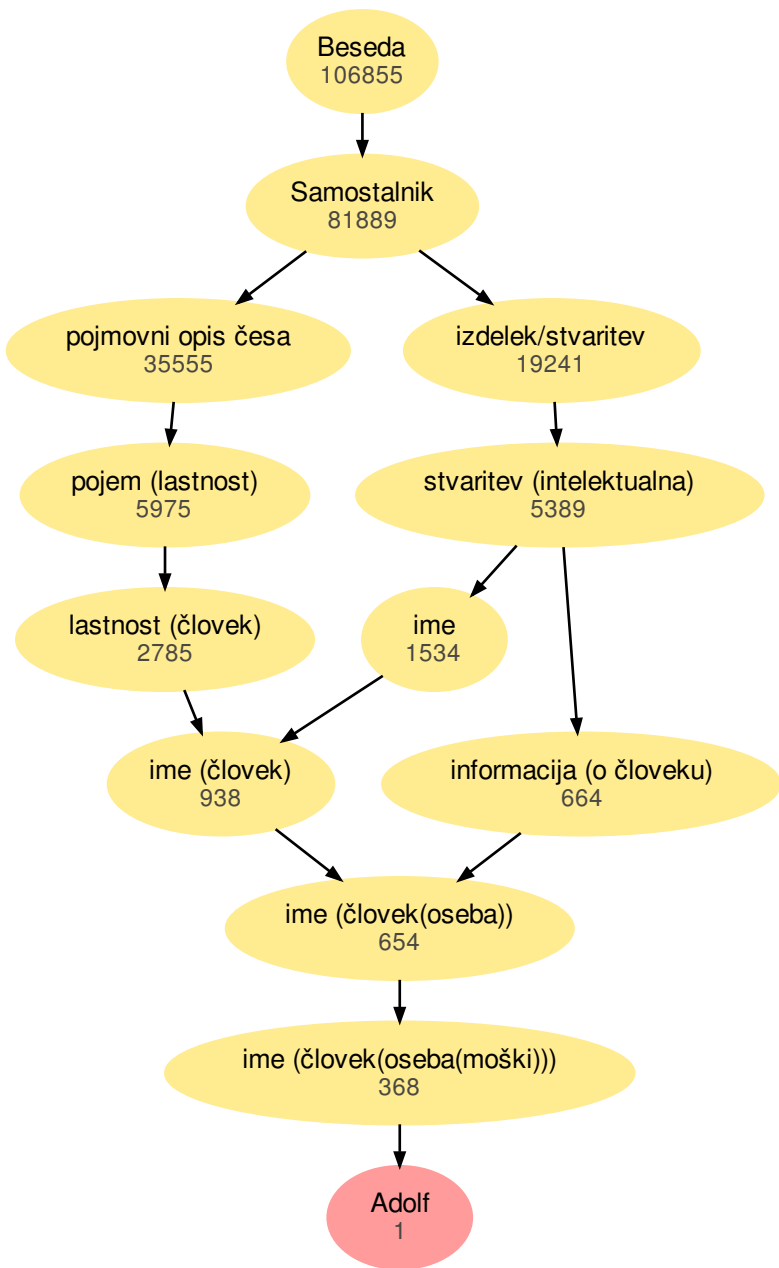 Beseda
106855
Samostalnik
81889
pojmovni opis česa
35555
izdelek/stvaritev
19241
pojem (lastnost)
5975
stvaritev (intelektualna)
5389
lastnost (človek)
2785
ime
1534
ime (človek)
938
informacija (o človeku)
664
ime (človek(oseba))
654
ime (človek(oseba(moški)))
368
Adolf
1